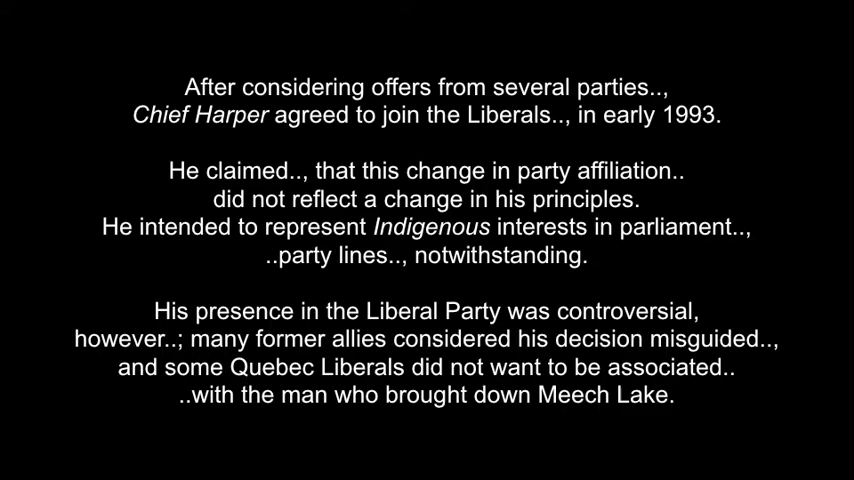 After considering offers from several parties..,
Chief Harper agreed to join the Liberals.., in early 1993.
He claimed.., that this change in party affiliation..
did not reflect a change in his principles.
He intended to represent Indigenous interests in parliament..,
..party lines.., notwithstanding.
His presence in the Liberal Party was controversial,
however..; many former allies considered his decision misguided..,
and some Quebec Liberals did not want to be associated..
..with the man who brought down Meech Lake.